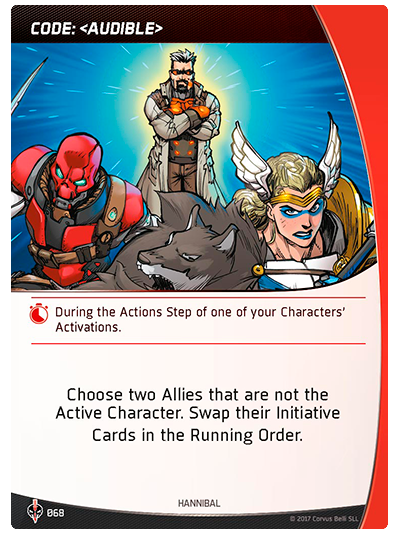 CODE: <AUDIBLE>
During the Actions Step of one of your Characters'
Activations.
Choose two Allies that are not the
Active Character. Swap their Initiative
Cards in the Running Order.
HANNIBAL
068
© 2017 Corvus Belli SLL